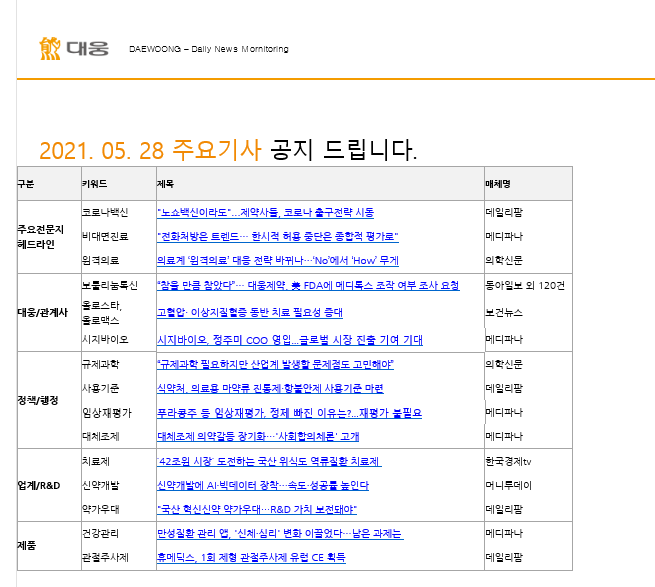 대웅 DAEWOONG – Daily News Mornitoring
2021. 05. 28 주요기사 공지 드립니다.
구분 키워드 제목 매체명
주요전문지 헤드라인
코로나백신 "노쇼백신이라도"...제약사들, 코로나 출구전략 시동 데일리팜
비대면진료 "전화처방은 트렌드… 한시적 허용 중단은 종합적 평가로" 메디파나
원격의료 의료계 '원격의료' 대응 전략 바뀌나…'No'에서 'How' 무게 의학신문
대웅/관계사
보툴리눔톡신 "참을 만큼 참았다"… 대웅제약, 美 FDA에 메디톡스 조작 여부 조사 요청 동아일보 외 120건
올로스타, 올로맥스 고혈압· 이상지질혈증 동반 치료 필요성 증대 보건뉴스
시지바이오 시지바이오, 정주미 COO 영입...글로벌 시장 진출 기여 기대 메디파나
정책/행정
규제과학 "규제과학 필요하지만 산업계 발생할 문제점도 고민해야" 의학신문
사용기준 식약처, 의료용 마약류 진통제·항불안제 사용기준 마련 데일리팜
임상재평가 푸라콩주 등 임상재평가, 정제 빠진 이유는?...재평가 불필요 메디파나
대체조제 대체조제 의약갈등 장기화…'사회합의체론' 고개 메디파나
업계/R&D
치료제 '42조원 시장' 도전하는 국산 위식도 역류질환 치료제 한국경제tv
신약개발 신약개발에 AI·빅데이터 장착…속도·성공률 높인다 머니투데이
약가우대 "국산 혁신신약 약가우대…R&D 가치 보전돼야" 데일리팜
제품
건강관리 만성질환 관리 앱, '신체·심리' 변화 이끌었다…남은 과제는 메디파나
관절주사제 휴메딕스, 1회 제형 관절주사제 유럽 CE 획득 데일리팜